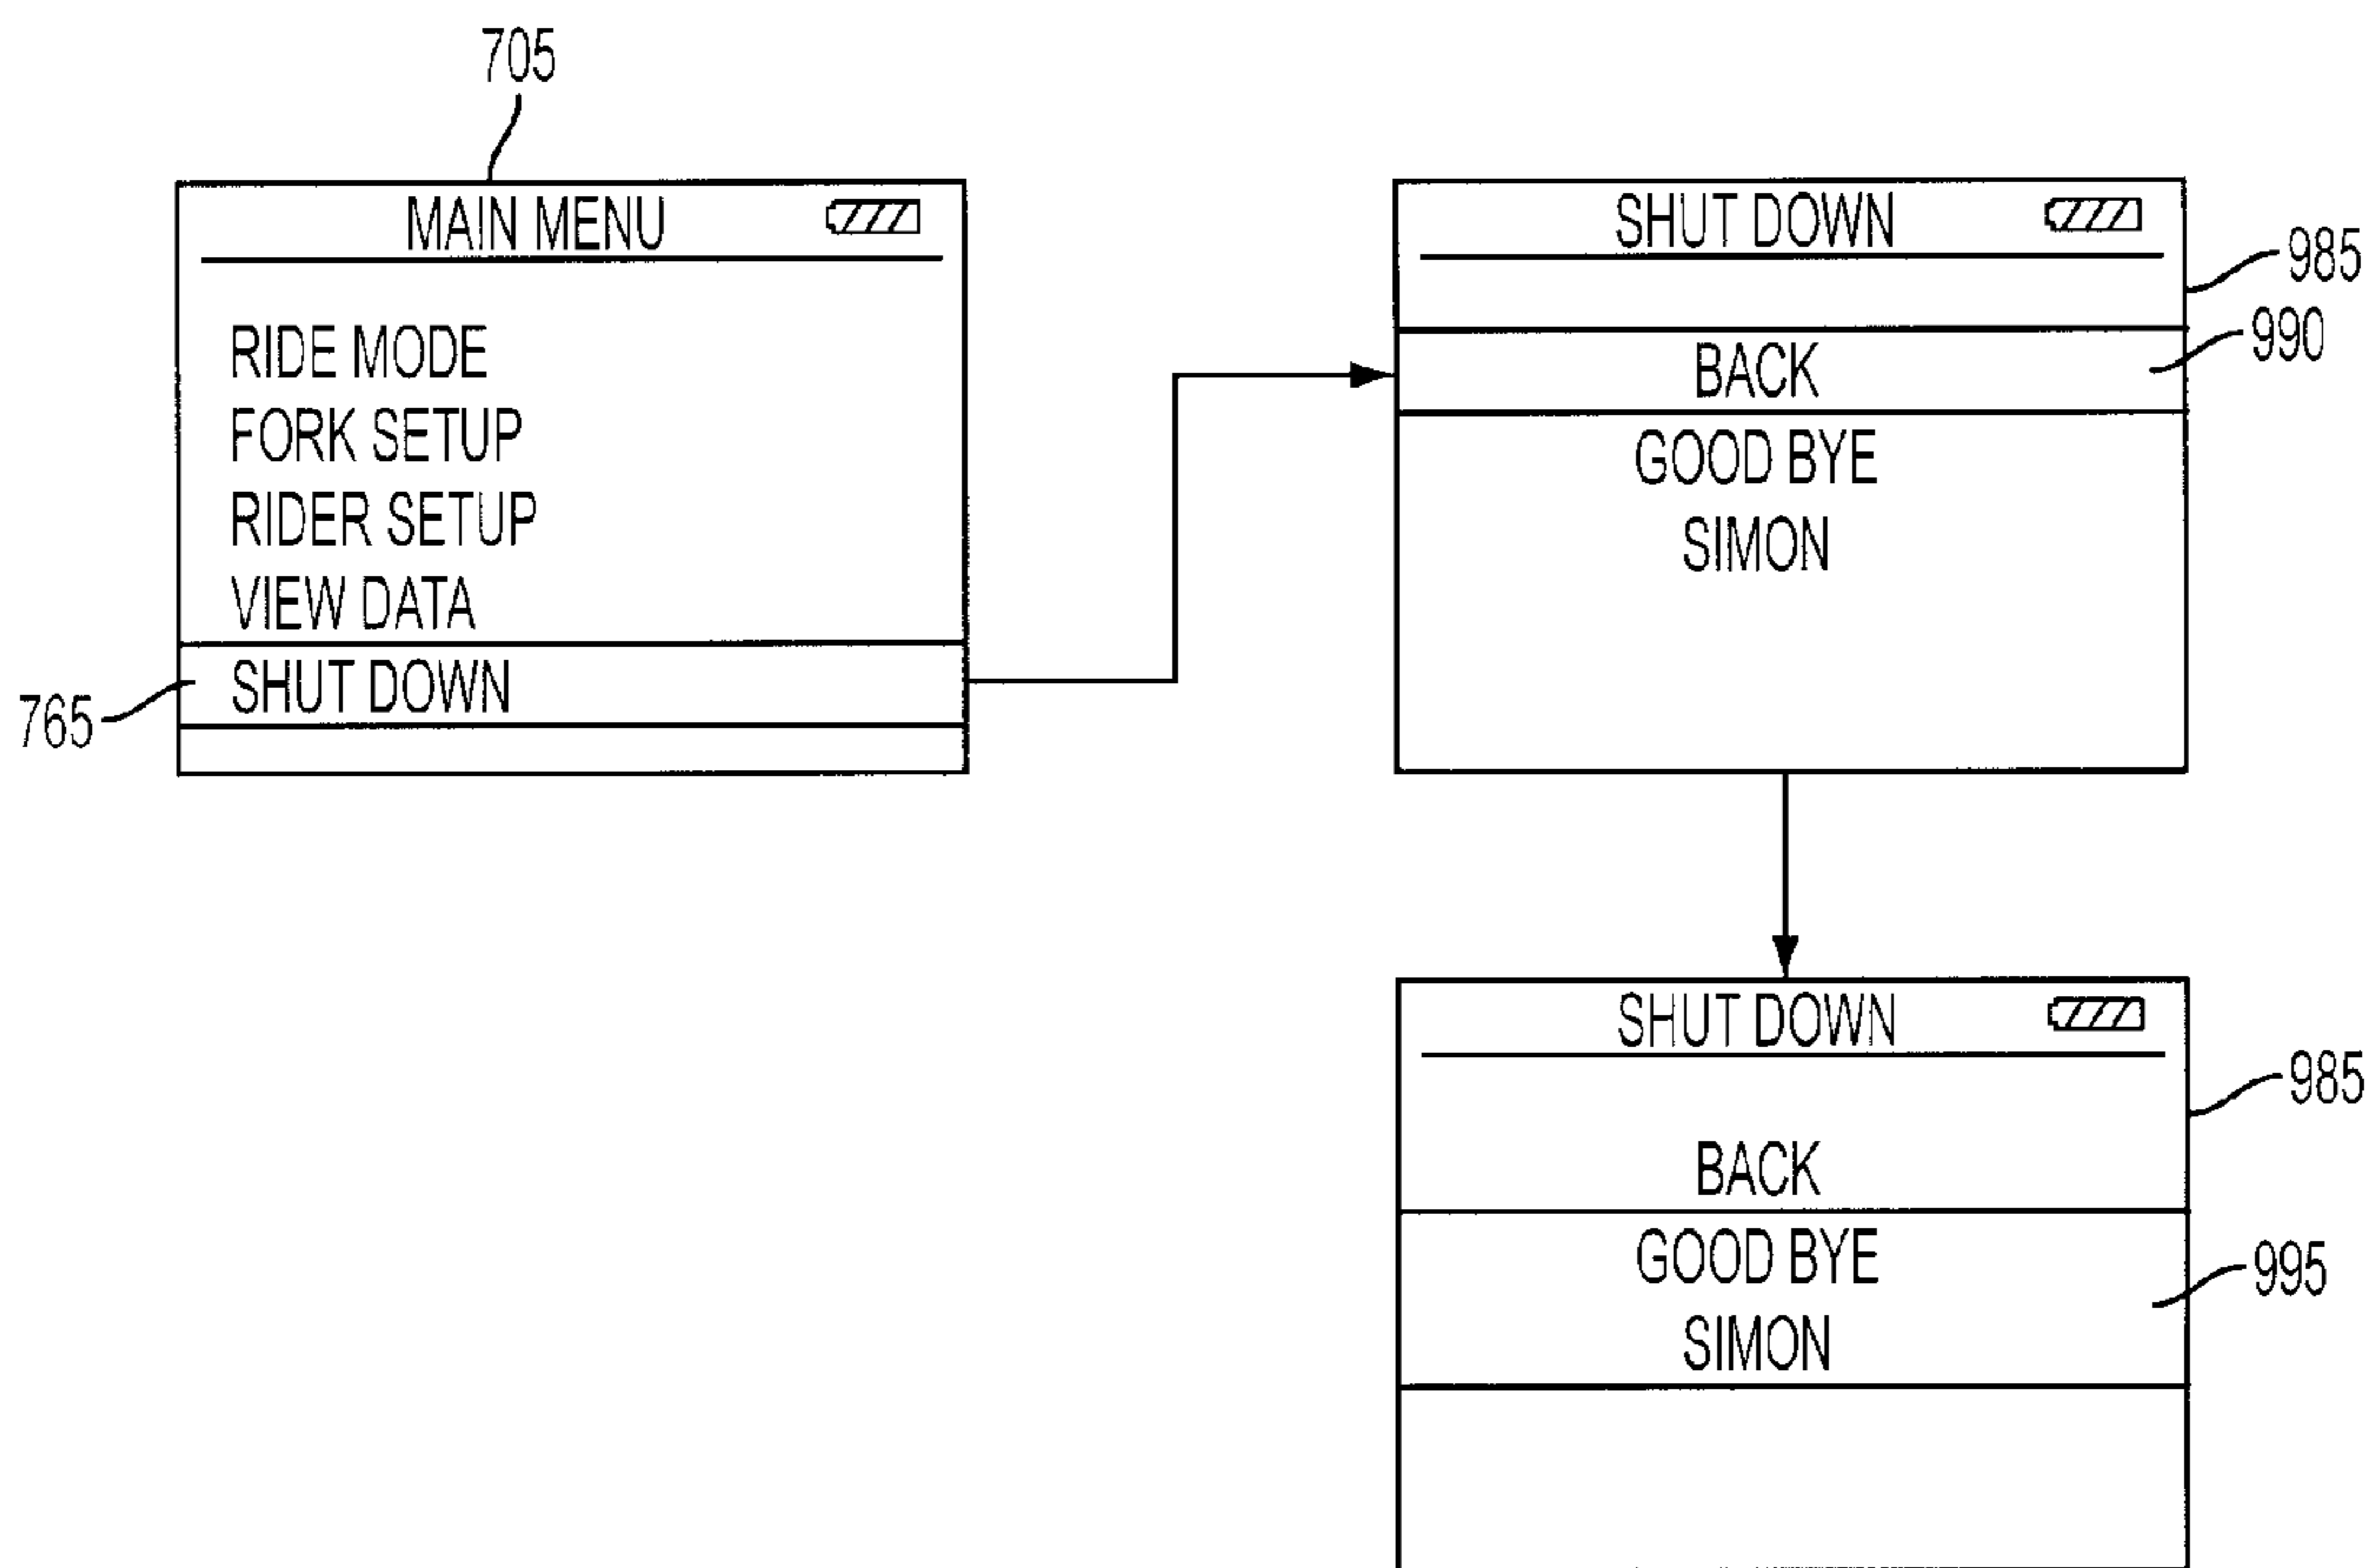 705
MAIN MENU
RIDE MODE
FORK SETUP
RIDER SETUP
VIEW DATA
SHUT DOWN
765
SHUT DOWN
985
BACK
990
GOOD BYE
SIMON
SHUT DOWN
985
BACK
GOOD BYE
995
SIMON